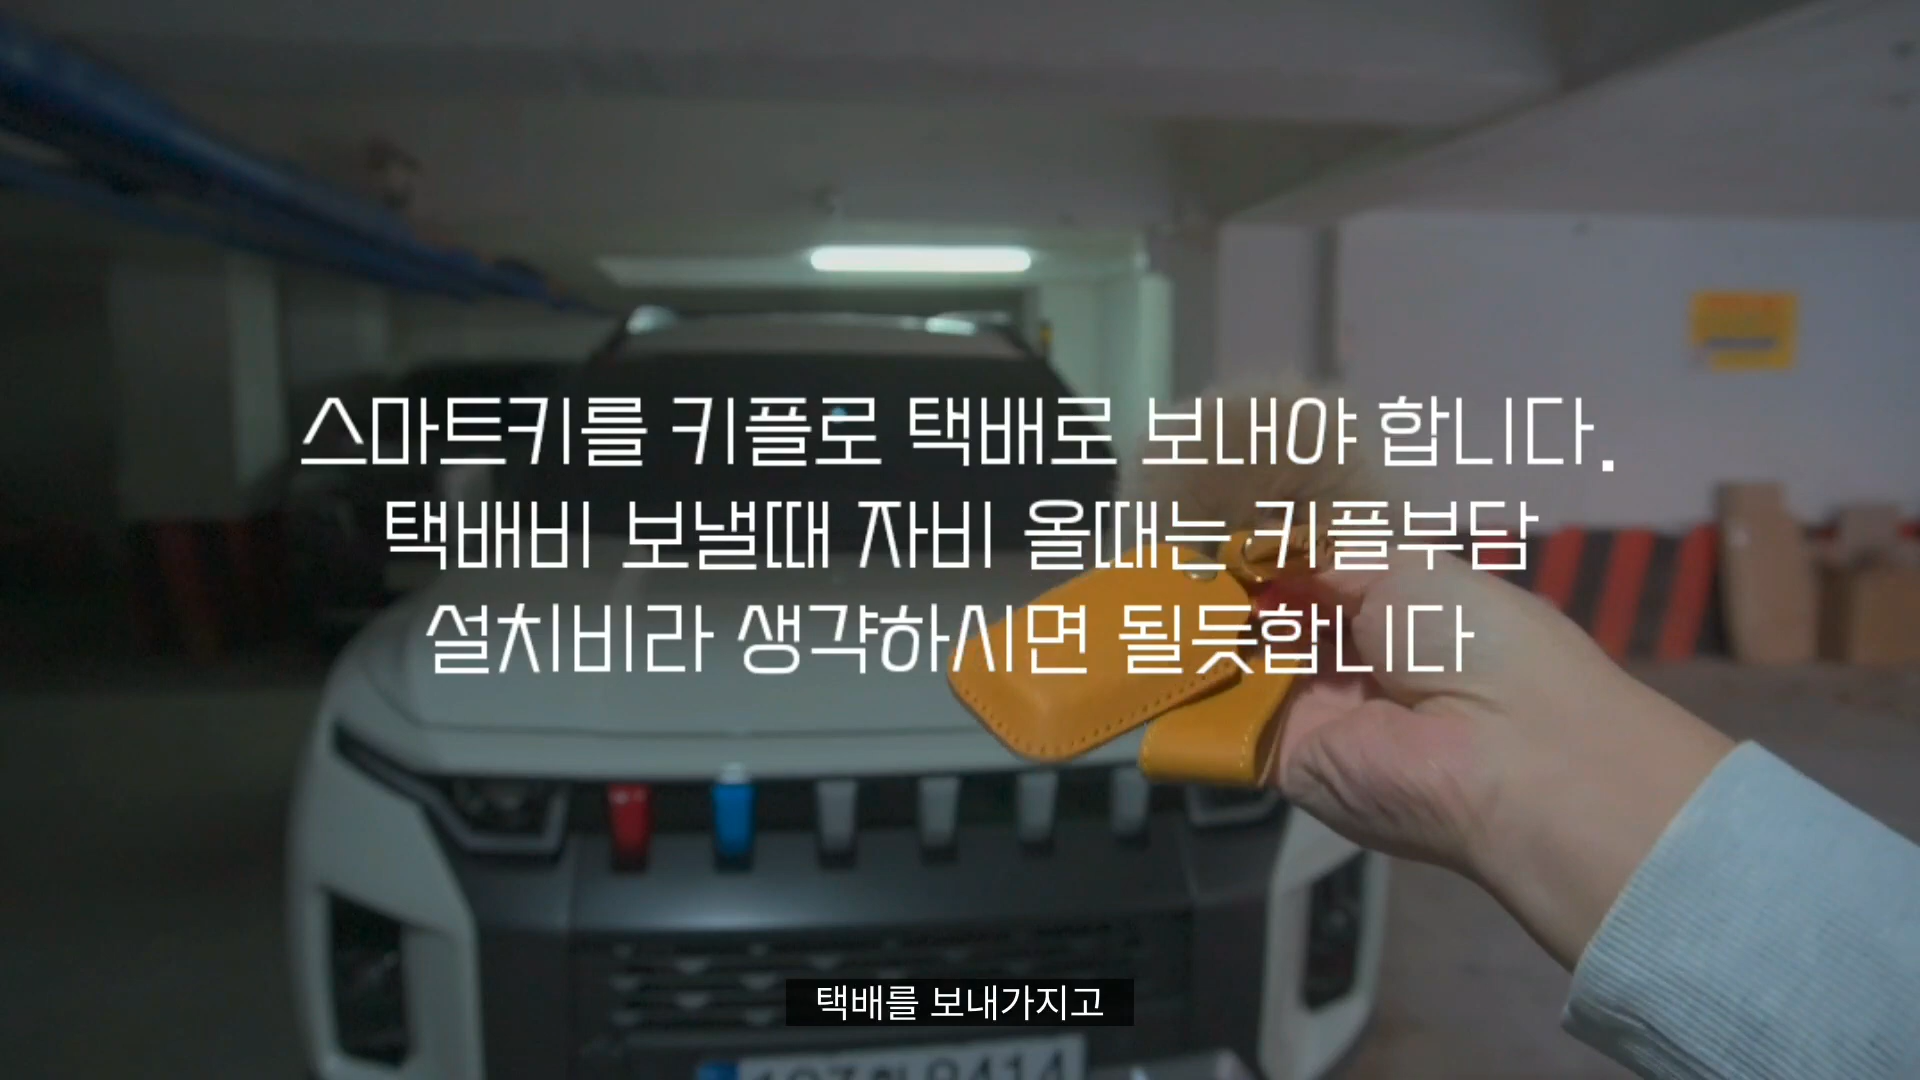 스마트키를 키플로 택배로 보내야 합니다.
택배비 보낼때 자비 올때는 키플부담
설치비라 생각하시면 될듯합니다
택배를 보내가지고